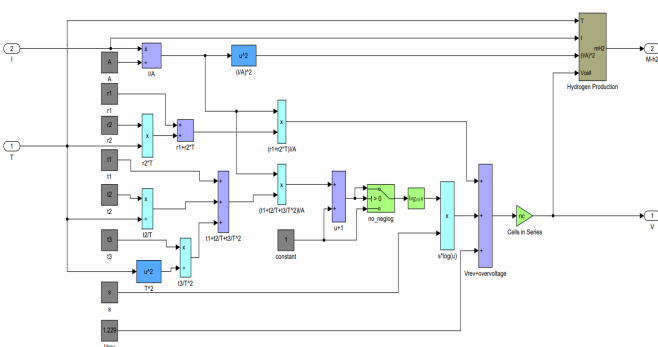 T
I
mH2
(I/A)^2
Vcell
Hydrogen Production
2
M-h2
2
I
x
÷
I/A
A
A
u^2
(I/A)^2
r1
r1
+
+
r1+r2*T
x
(r1+r2*T)I/A
r2
r2
x
r2*T
1
T
t1
t1
+
+
+
t1+t2/T+t3/T^2
x
(t1+t2/T+t3/T^2)I/A
+
+
u+1
no_neglog
x
s*log(u)
+
+
+
Vrev+overvoltage
nc
Cells in Series
1
V
t2
t2
x
÷
t2/T
t3
t3
x
÷
t3/T^2
u^2
T^2
1
constant
s
s
1.229